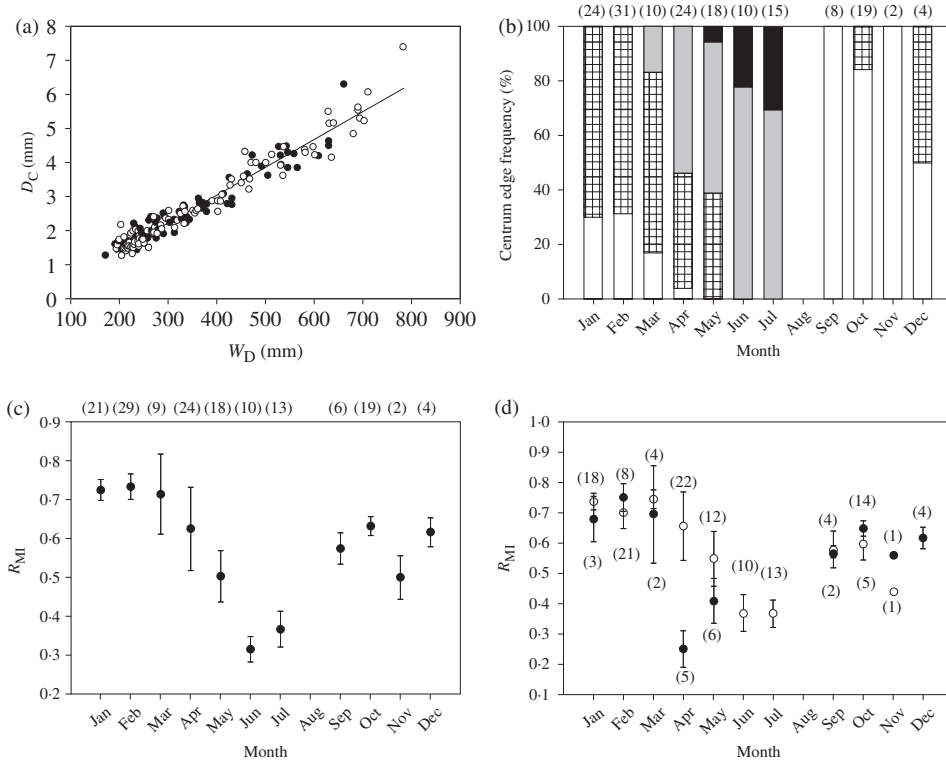 (a)
8
7
6
5
4
3
2
1
0
D_C (mm)
100 200 300 400 500 600 700 800 900
W_D (mm)
(b)
(24) (31) (10) (24) (18) (10) (15) (8) (19) (2) (4)
100
80
60
40
20
0
Centrum edge frequency (%)
Jan Feb Mar Apr May Jun Jul Aug Sep Oct Nov Dec
Month
(c)
(21) (29) (9) (24) (18) (10) (13) (6) (19) (2) (4)
0·9
0·8
0·7
0·6
0·5
0·4
0·3
0·2
R_MI
Jan Feb Mar Apr May Jun Jul Aug Sep Oct Nov Dec
Month
(d)
1·0
0·9
0·8
0·7
0·6
0·5
0·4
0·3
0·2
0·1
R_MI
(18) (8) (4) (22) (12) (10) (13) (4) (14) (1) (4)
(3) (21) (2) (5) (6) (2) (5) (1)
Jan Feb Mar Apr May Jun Jul Aug Sep Oct Nov Dec
Month